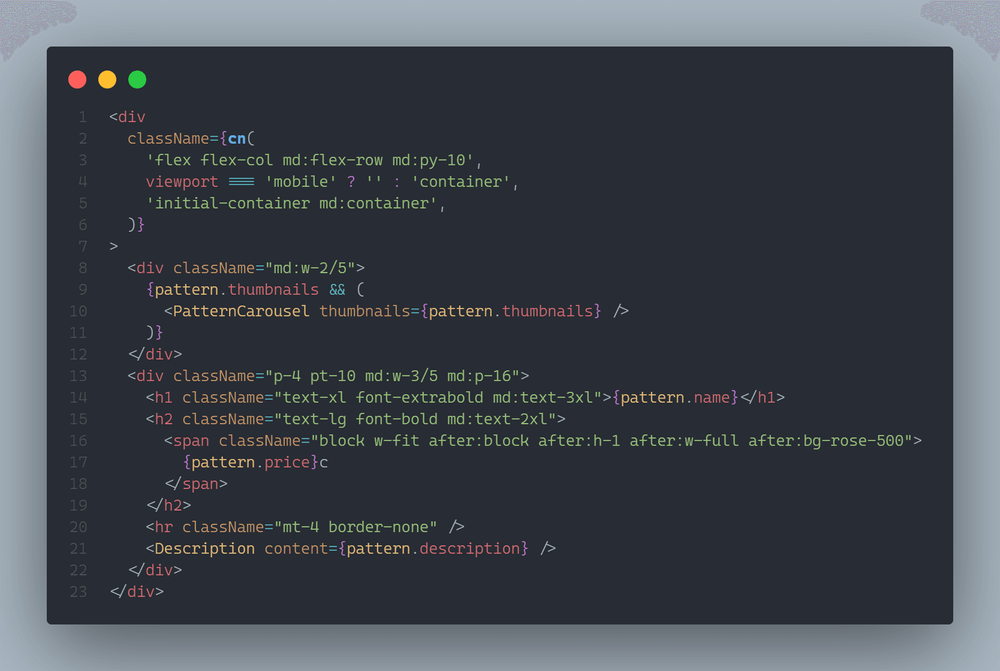 1 <div
2 className={cn(
3 'flex flex-col md:flex-row md:py-10',
4 viewport === 'mobile' ? '' : 'container',
5 'initial-container md:container',
6 )}
7 >
8 <div className="md:w-2/5">
9 {pattern.thumbnails && (
10 <PatternCarousel thumbnails={pattern.thumbnails} />
11 )}
12 </div>
13 <div className="p-4 pt-10 md:w-3/5 md:p-16">
14 <h1 className="text-xl font-extrabold md:text-3xl">{pattern.name}</h1>
15 <h2 className="text-lg font-bold md:text-2xl">
16 <span className="block w-fit after:block after:h-1 after:w-full after:bg-rose-500">
17 {pattern.price}c
18 </span>
19 </h2>
20 <hr className="mt-4 border-none" />
21 <Description content={pattern.description} />
22 </div>
23 </div>